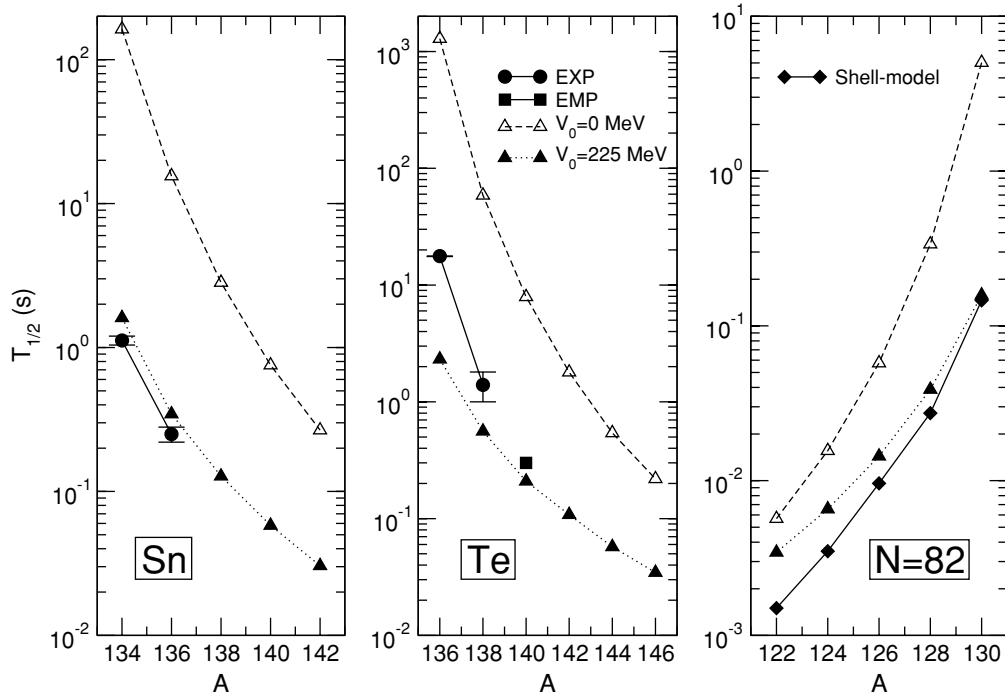 T_{1/2} (s)
10^2
10^1
10^0
10^{-1}
10^{-2}
Sn
134 136 138 140 142
A
10^3
10^2
10^1
10^0
10^{-1}
10^{-2}
EXP
EMP
V_0=0 MeV
V_0=225 MeV
Te
136 138 140 142 144 146
A
10^1
10^0
10^{-1}
10^{-2}
10^{-3}
Shell-model
N=82
122 124 126 128 130
A